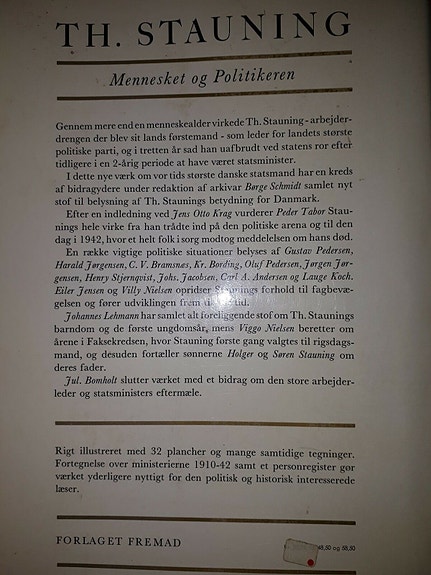 TH. STAUNING
Mennesket og Politikeren
Gennem mere end en menneskealder virkede Th. Stauning - arbejder-
drengen der blev sit lands førstemand - som leder for landets største
politiske parti, og i tretten år sad han uafbrudt ved statens ror efter
tidligere i en 2-årig periode at have været statsminister.
I dette nye værk om vor tids største danske statsmand har en kreds
af bidragydere under redaktion af arkivar Børge Schmidt samlet nyt
stof til belysning af Th. Staunings betydning for Danmark.
Efter en indledning ved Jens Otto Krag vurderer Peder Tabor Stau-
nings hele virke fra han trådte ind på den politiske arena og til den
dag i 1942, hvor et helt folk i sorg modtog meddelelsen om hans død.
En række vigtige politiske situationer belyses af Gustav Pedersen,
Harald Jørgensen, C. V. Bramsnæs, Kr. Bording, Oluf Pedersen, Jørgen Jør-
gensen, Henry Stjernqvist, Johs. Jacobsen, Carl A. Andersen og Lauge Koch.
Eiler Jensen og Villy Nielsen opridser Staunings forhold til fagbevæ-
gelsen og fører udviklingen frem til vor tid.
Johannes Lehmann har samlet alt foreliggende stof om Th. Staunings
barndom og de første ungdomsår, mens Viggo Nielsen beretter om
årene i Faksekredsen, hvor Stauning første gang valgtes til rigsdags-
mand, og desuden fortæller sønnerne Holger og Søren Stauning om
deres fader.
Jul. Bomholt slutter værket med et bidrag om den store arbejder-
leder og statsministers eftermæle.
Rigt illustreret med 32 plancher og mange samtidige tegninger.
Fortegnelse over ministerierne 1910-42 samt et personregister gør
værket yderligere nyttigt for den politisk og historisk interesserede
læser.
FORLAGET FREMAD
48,50 og 58,50